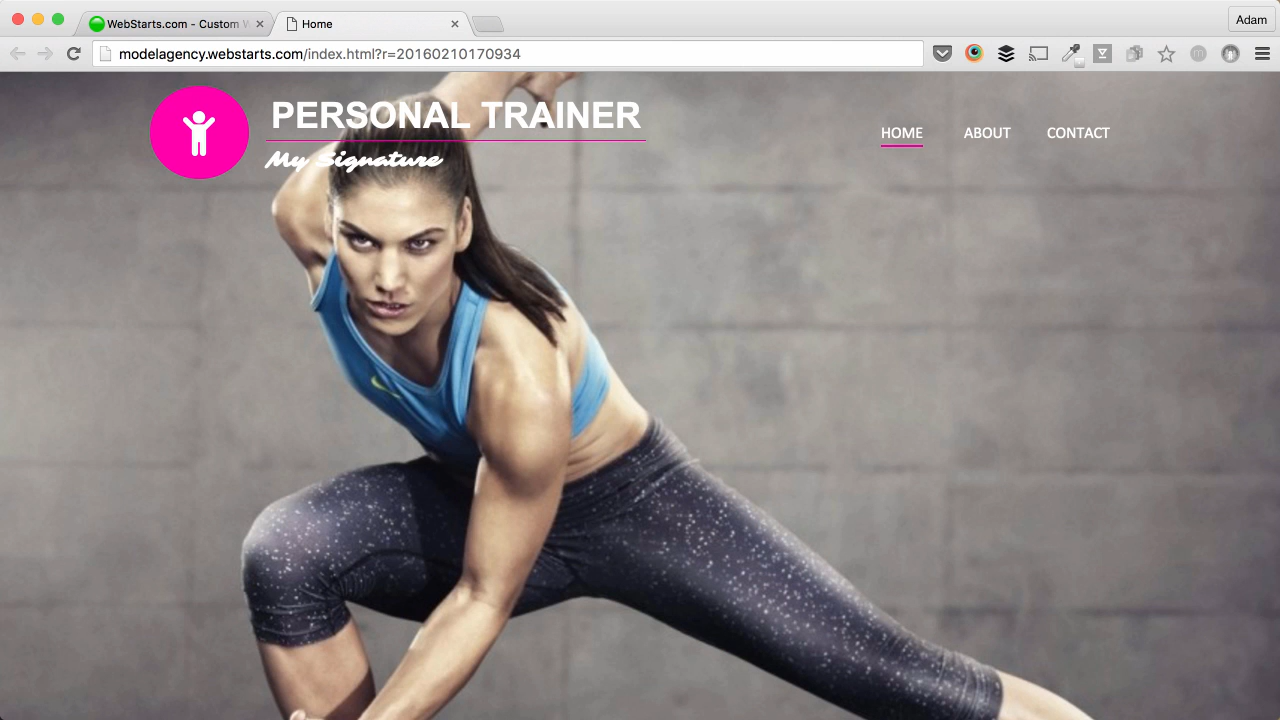 WebStarts.com - Custom W
Home
Adam
modelagency.webstarts.com/index.html?r=20160210170934
PERSONAL TRAINER
My Signature
HOME
ABOUT
CONTACT